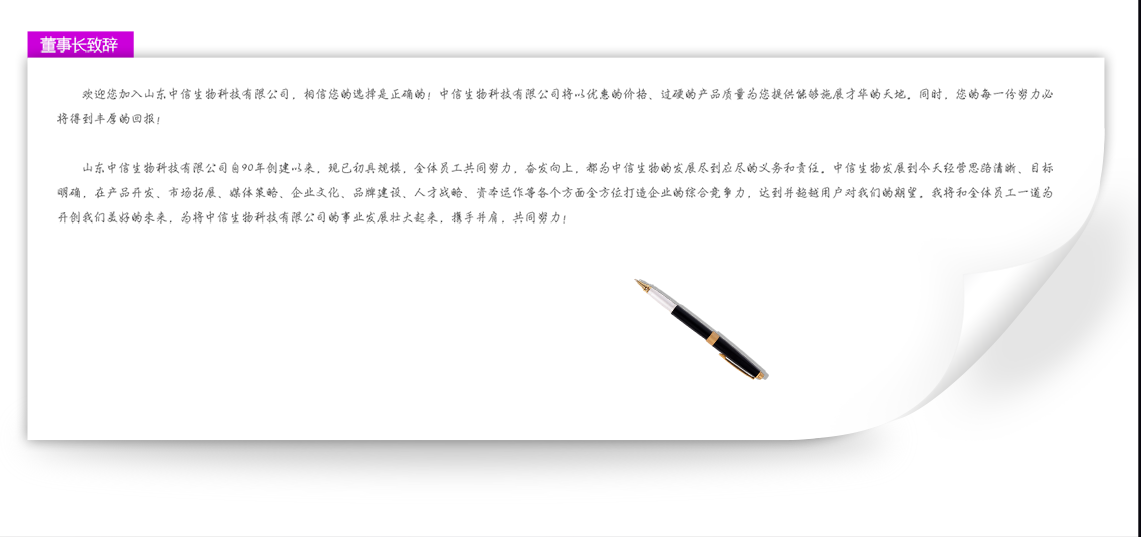 董事长致辞
欢迎您加入山东中信生物科技有限公司，相信您的选择是正确的！中信生物科技有限公司将以优惠的价格、过硬的产品质量为您提供能够施展才华的天地。同时，您的每一份努力必
将得到丰厚的回报！
山东中信生物科技有限公司自90年创建以来，现已初具规模，全体员工共同努力，奋发向上，都为中信生物的发展尽到应尽的义务和责任。中信生物发展到今天经营思路清晰、目标
明确，在产品开发、市场拓展、媒体策略、企业文化、品牌建设、人才战略、资本运作等各个方面全方位打造企业的综合竞争力，达到并超越用户对我们的期望。我将和全体员工一道为
开创我们美好的未来，为将中信生物科技有限公司的事业发展壮大起来，携手并肩，共同努力！